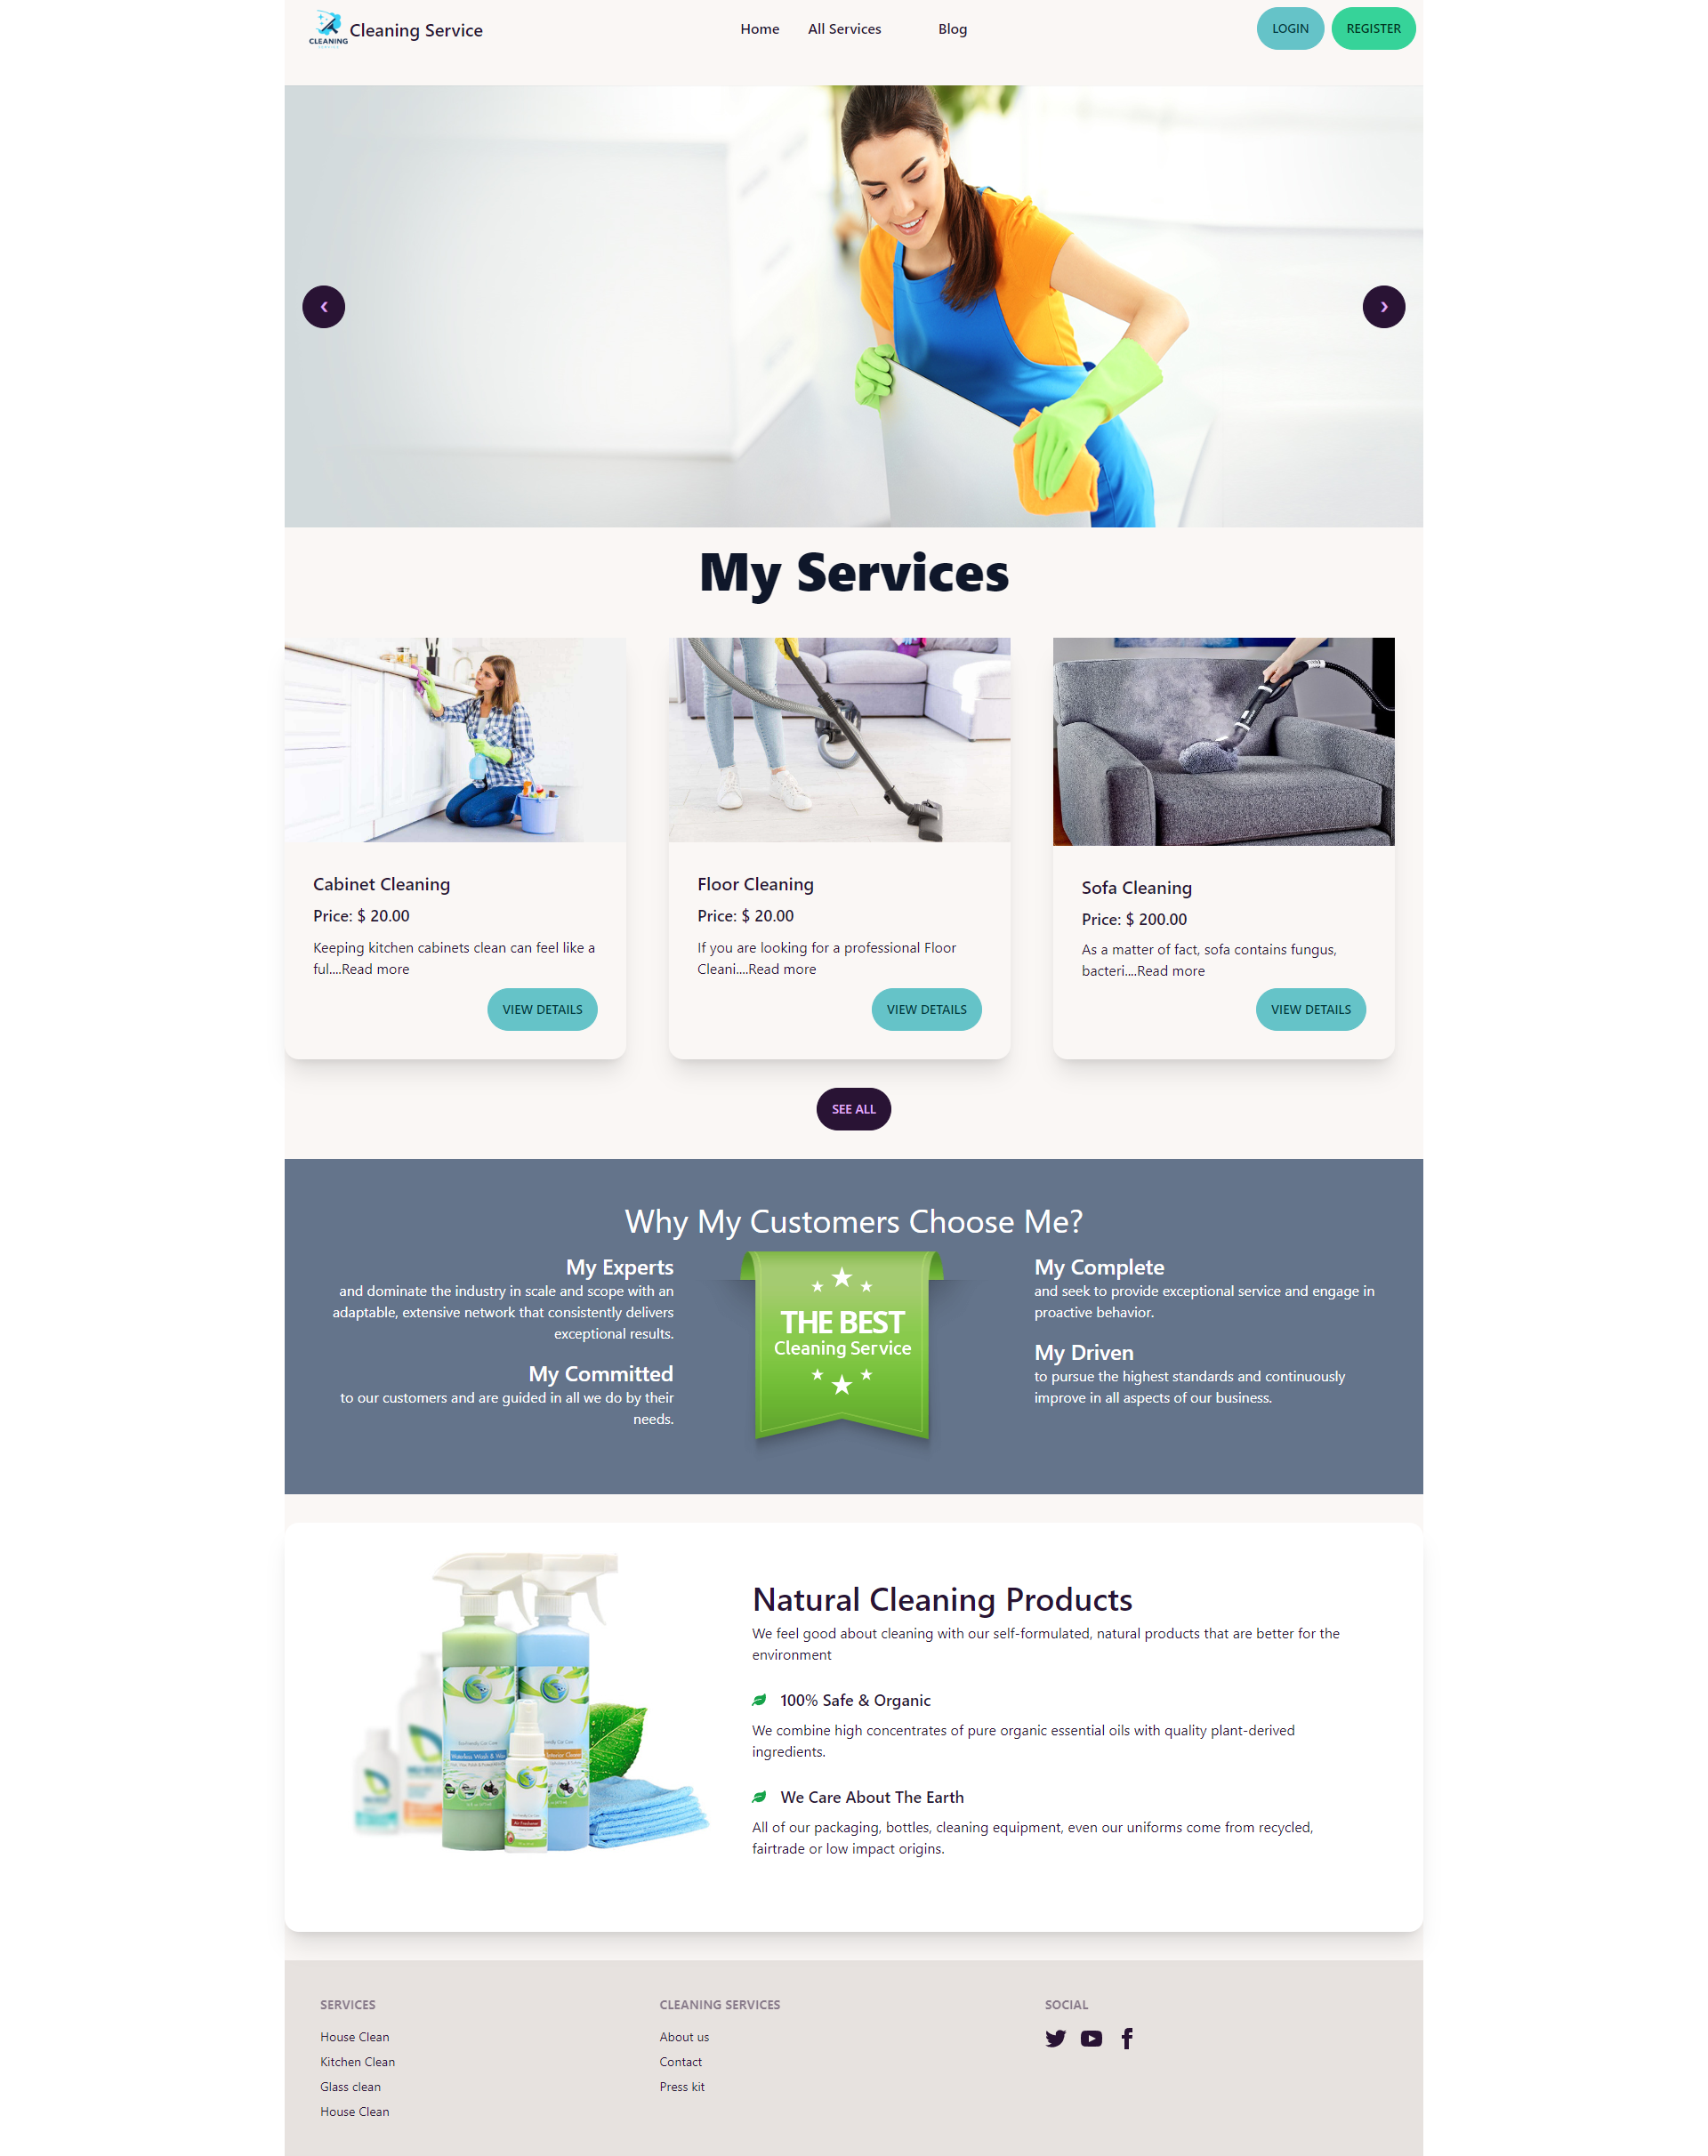 CLEANING
Cleaning Service
Home
All Services
Blog
LOGIN
REGISTER
My Services
Cabinet Cleaning
Price: $ 20.00
Keeping kitchen cabinets clean can feel like a
ful....Read more
VIEW DETAILS
Floor Cleaning
Price: $ 20.00
If you are looking for a professional Floor
Cleani....Read more
VIEW DETAILS
Sofa Cleaning
Price: $ 200.00
As a matter of fact, sofa contains fungus,
bacteri....Read more
VIEW DETAILS
SEE ALL
Why My Customers Choose Me?
My Experts
and dominate the industry in scale and scope with an
adaptable, extensive network that consistently delivers
exceptional results.
My Committed
to our customers and are guided in all we do by their
needs.
THE BEST
Cleaning Service
My Complete
and seek to provide exceptional service and engage in
proactive behavior.
My Driven
to pursue the highest standards and continuously
improve in all aspects of our business.
Natural Cleaning Products
We feel good about cleaning with our self-formulated, natural products that are better for the
environment
100% Safe & Organic
We combine high concentrates of pure organic essential oils with quality plant-derived
ingredients.
We Care About The Earth
All of our packaging, bottles, cleaning equipment, even our uniforms come from recycled,
fairtrade or low impact origins.
SERVICES
House Clean
Kitchen Clean
Glass clean
House Clean
CLEANING SERVICES
About us
Contact
Press kit
SOCIAL